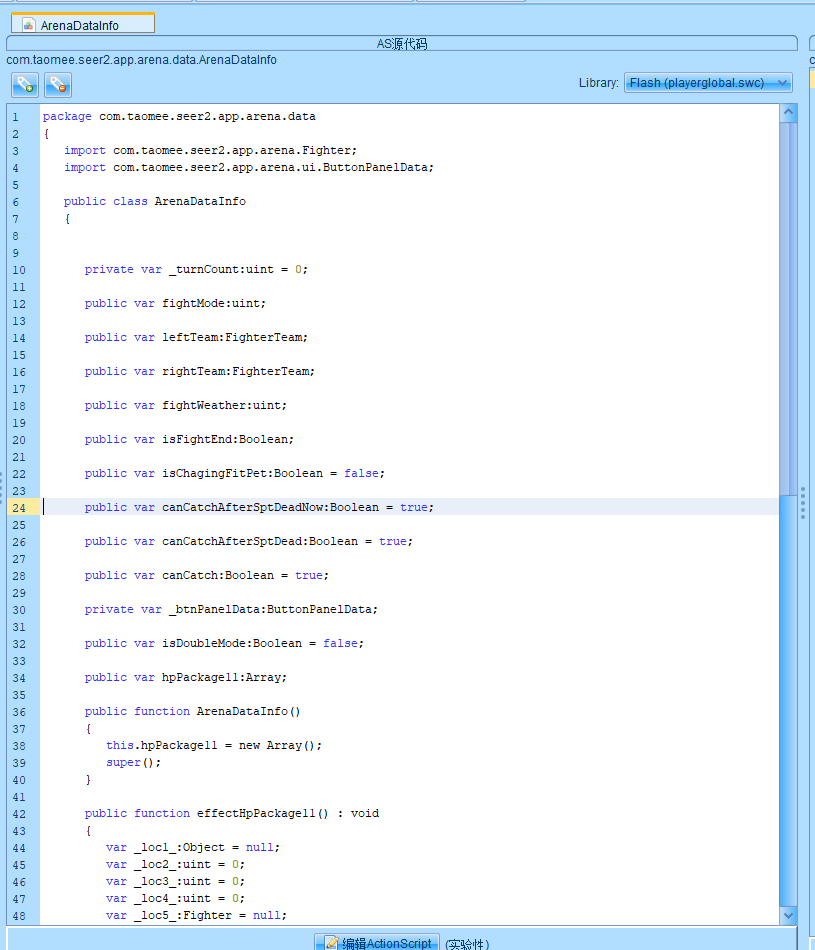 ArenaDataInfo
AS源代码
com.taomee.seer2.app.arena.data.ArenaDataInfo
Library: Flash (playerglobal.swc)
1 package com.taomee.seer2.app.arena.data
2 {
3 import com.taomee.seer2.app.arena.Fighter;
4 import com.taomee.seer2.app.arena.ui.ButtonPanelData;
5
6 public class ArenaDataInfo
7 {
8
9
10 private var _turnCount:uint = 0;
11
12 public var fightMode:uint;
13
14 public var leftTeam:FighterTeam;
15
16 public var rightTeam:FighterTeam;
17
18 public var fightWeather:uint;
19
20 public var isFightEnd:Boolean;
21
22 public var isChagingFitPet:Boolean = false;
23
24 public var canCatchAfterSptDeadNow:Boolean = true;
25
26 public var canCatchAfterSptDead:Boolean = true;
27
28 public var canCatch:Boolean = true;
29
30 private var _btnPanelData:ButtonPanelData;
31
32 public var isDoubleMode:Boolean = false;
33
34 public var hpPackage11:Array;
35
36 public function ArenaDataInfo()
37 {
38 this.hpPackage11 = new Array();
39 super();
40 }
41
42 public function effectHpPackage11() : void
43 {
44 var _loc1_:Object = null;
45 var _loc2_:uint = 0;
46 var _loc3_:uint = 0;
47 var _loc4_:uint = 0;
48 var _loc5_:Fighter = null;
编辑ActionScript (实验性)